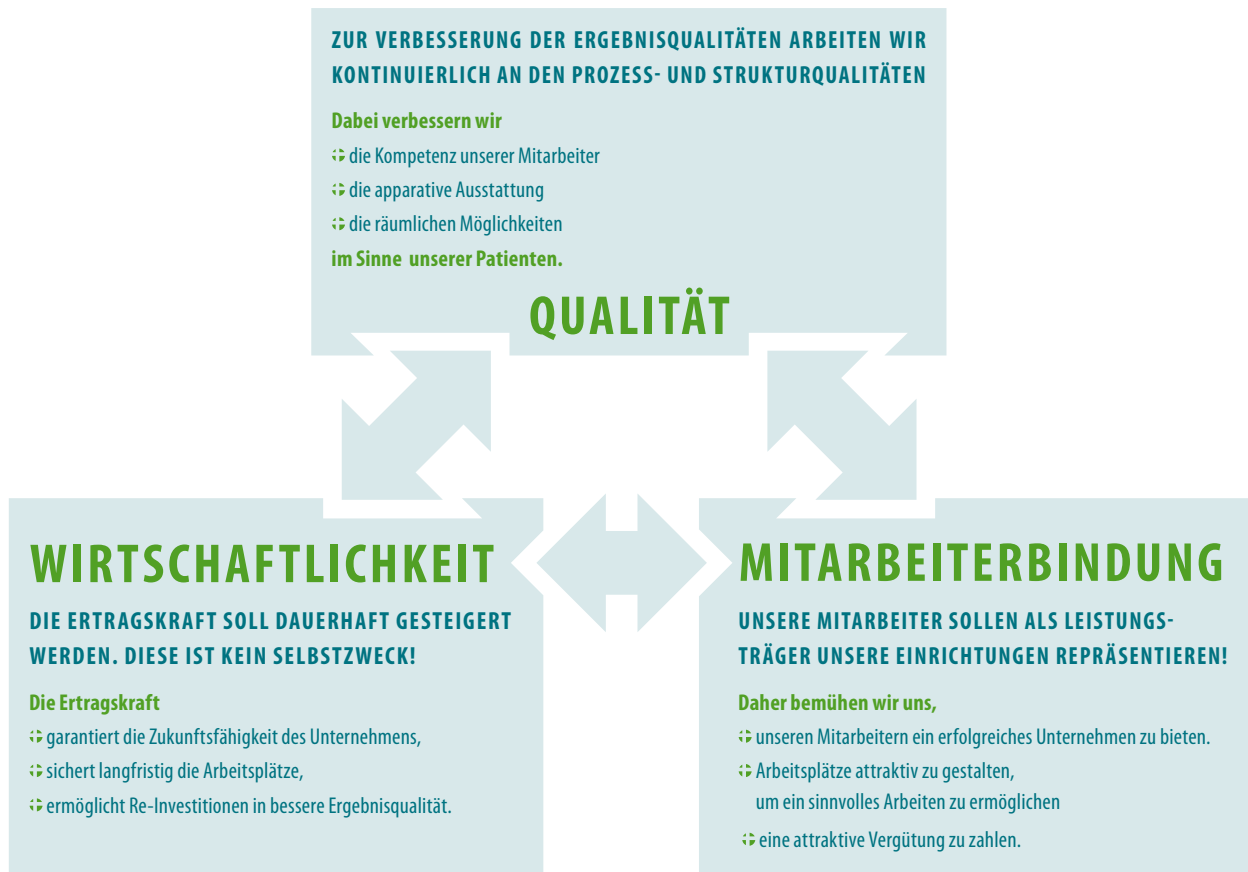 ZUR VERBESSERUNG DER ERGEBNISQUALITÄTEN ARBEITEN WIR
KONTINUIERLICH AN DEN PROZESS- UND STRUKTURQUALITÄTEN
Dabei verbessern wir
die Kompetenz unserer Mitarbeiter
die apparative Ausstattung
die räumlichen Möglichkeiten
im Sinne unserer Patienten.
QUALITÄT
WIRTSCHAFTLICHKEIT
DIE ERTRAGSKRAFT SOLL DAUERHAFT GESTEIGERT
WERDEN. DIESE IST KEIN SELBSTZWECK!
Die Ertragskraft
garantiert die Zukunftsfähigkeit des Unternehmens,
sichert langfristig die Arbeitsplätze,
ermöglicht Re-Investitionen in bessere Ergebnisqualität.
MITARBEITERBINDUNG
UNSERE MITARBEITER SOLLEN ALS LEISTUNGS-
TRÄGER UNSERE EINRICHTUNGEN REPRÄSENTIEREN!
Daher bemühen wir uns,
unseren Mitarbeitern ein erfolgreiches Unternehmen zu bieten.
Arbeitsplätze attraktiv zu gestalten,
um ein sinnvolles Arbeiten zu ermöglichen
eine attraktive Vergütung zu zahlen.